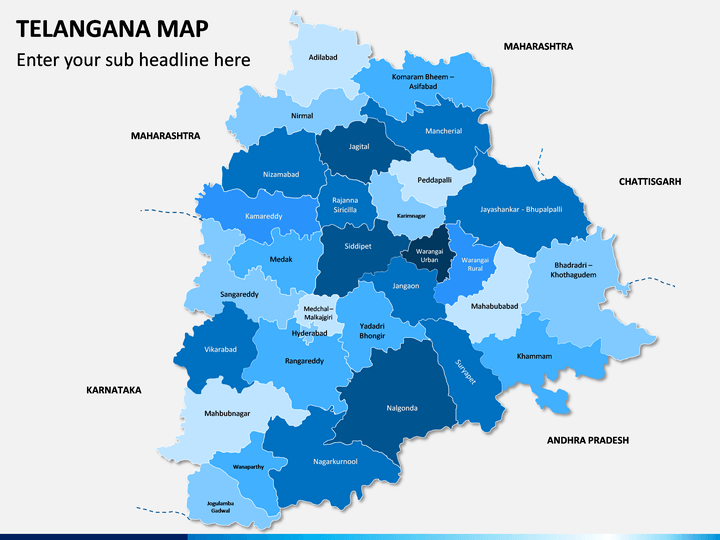 TELANGANA MAP
Enter your sub headline here
MAHARASHTRA
Adilabad
Komaram Bheem –
Asifabad
Nirmal
MAHARASHTRA
Mancherial
Jagital
Nizamabad
Peddapalli
CHATTISGARH
Rajanna
Siricilla
Jayashankar - Bhupalpalli
Kamareddy
Karimnagar
Siddipet
Warangai
Urban
Warangai
Rural
Medak
Bhadradri –
Khothagudem
Sangareddy
Jangaon
Mahabubabad
Medchal –
Malkajgiri
Hyderabad
Yadadri
Bhongir
Vikarabad
Rangareddy
Suryapet
Khammam
KARNATAKA
Mahbubnagar
Nalgonda
ANDHRA PRADESH
Wanaparthy
Nagarkurnool
Jogulamba
Gadwal